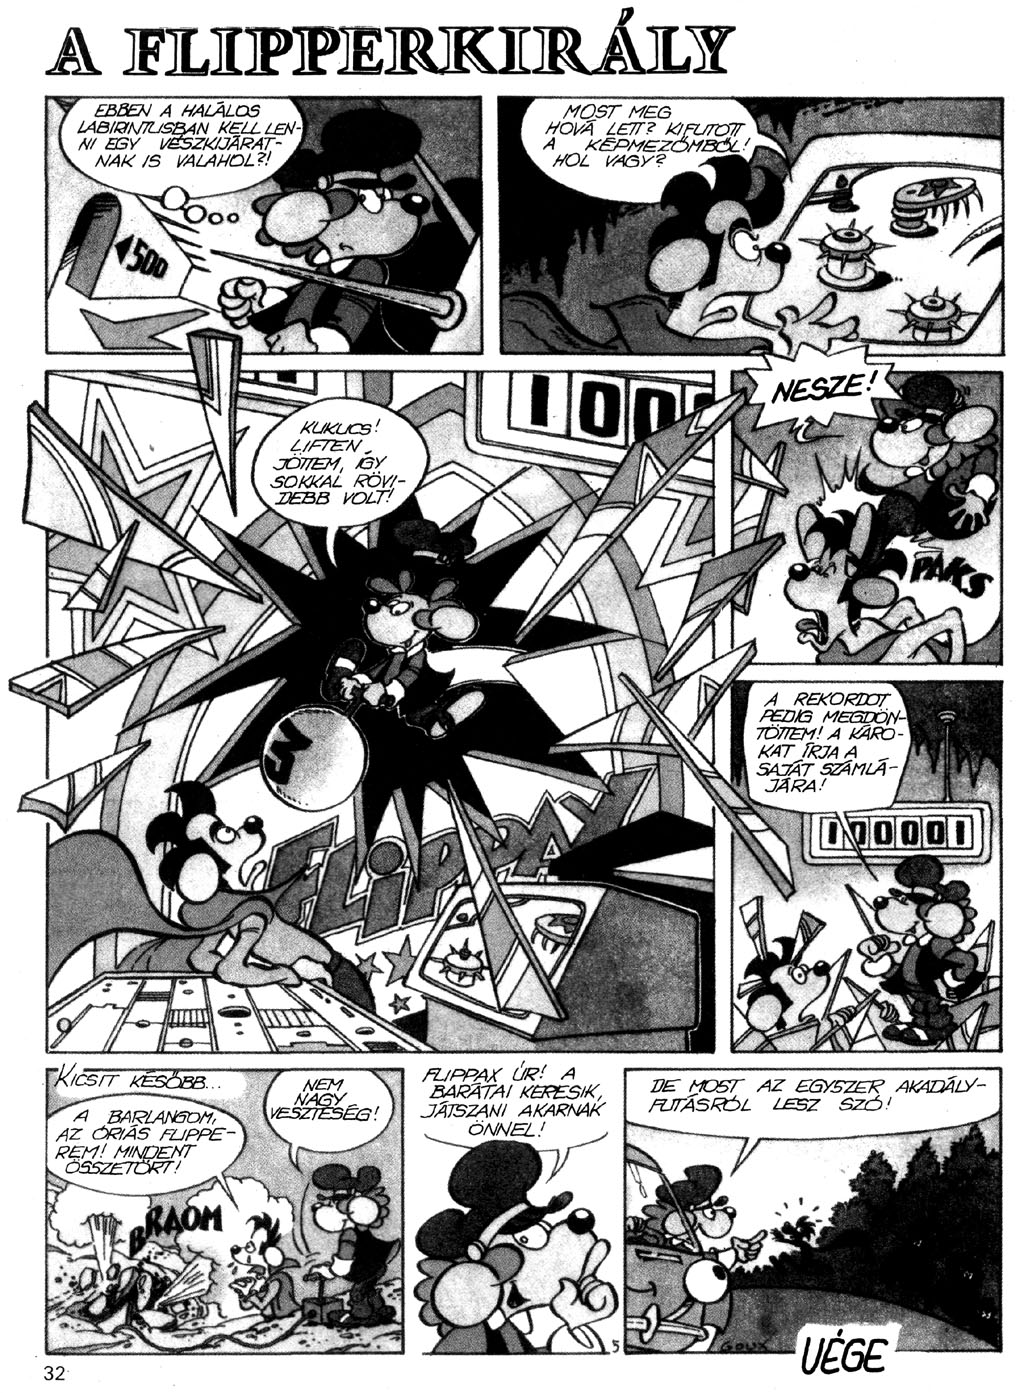 A FLIPPERKIRÁLY
EBBEN A HALÁLOS
LABIRINTUSBAN KELL LEN-
NI EGY VÉSZKIJÁRAT-
NAK IS VALAHOL?!
500
MOST MEG
HOVÁ LETT? KIFUTOTT
A KÉPMEZŐMBŐL!
HOL VAGY?
1000
KUKUCS!
LIFTEN
JÖTTEM, ÍGY
SOKKAL RÖVI-
DEBB VOLT!
FLIPPAX
NESZE!
PAKS
A REKORDOT
PEDIG MEGDÖN-
TÖTTEM! A KÁRO-
KAT ÍRJA A
SAJÁT SZÁMLÁ-
JÁRA!
100001
KICSIT KÉSŐBB...
A BARLANGOM,
AZ ÓRIÁS FLIPPE-
REM! MINDENT
ÖSSZETÖRT!
NEM
NAGY
VESZTESÉG!
BRAOM
FLIPPAX ÚR! A
BARÁTAI KERESIK,
JÁTSZANI AKARNAK
ÖNNEL!
5
DE MOST AZ EGYSZER AKADÁLY-
FUTÁSRÓL LESZ SZÓ!
GOUX
VÉGE
32